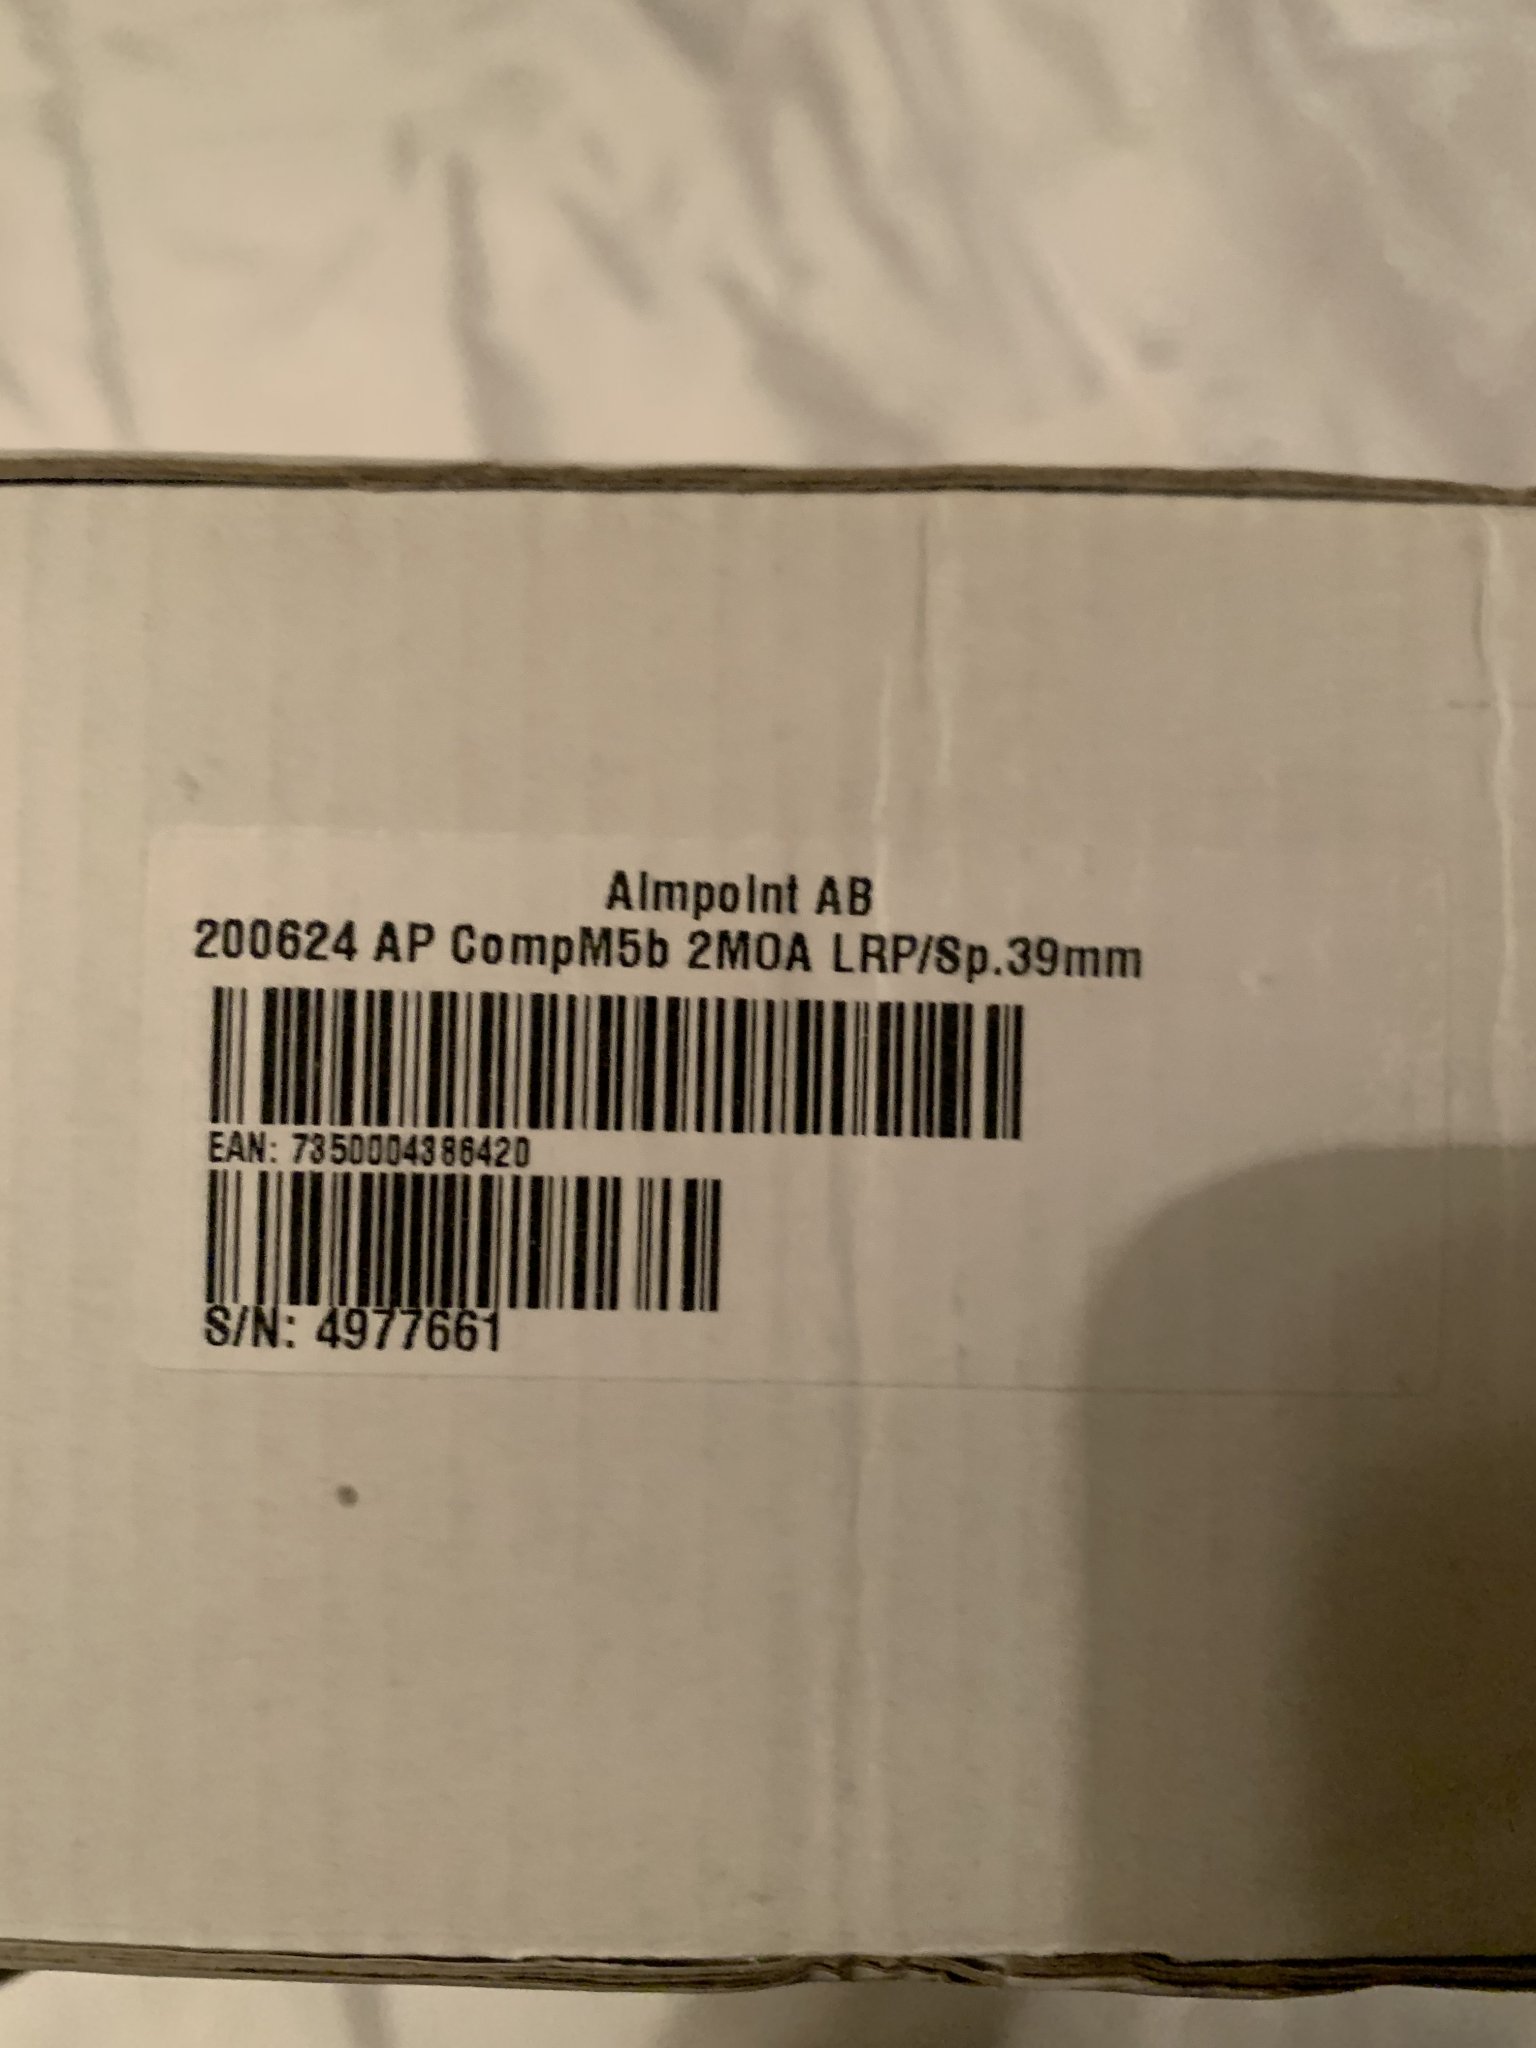 Aimpoint AB
200624 AP CompM5b 2MOA LRP/Sp.39mm
EAN: 7350004386420
S/N: 4977661